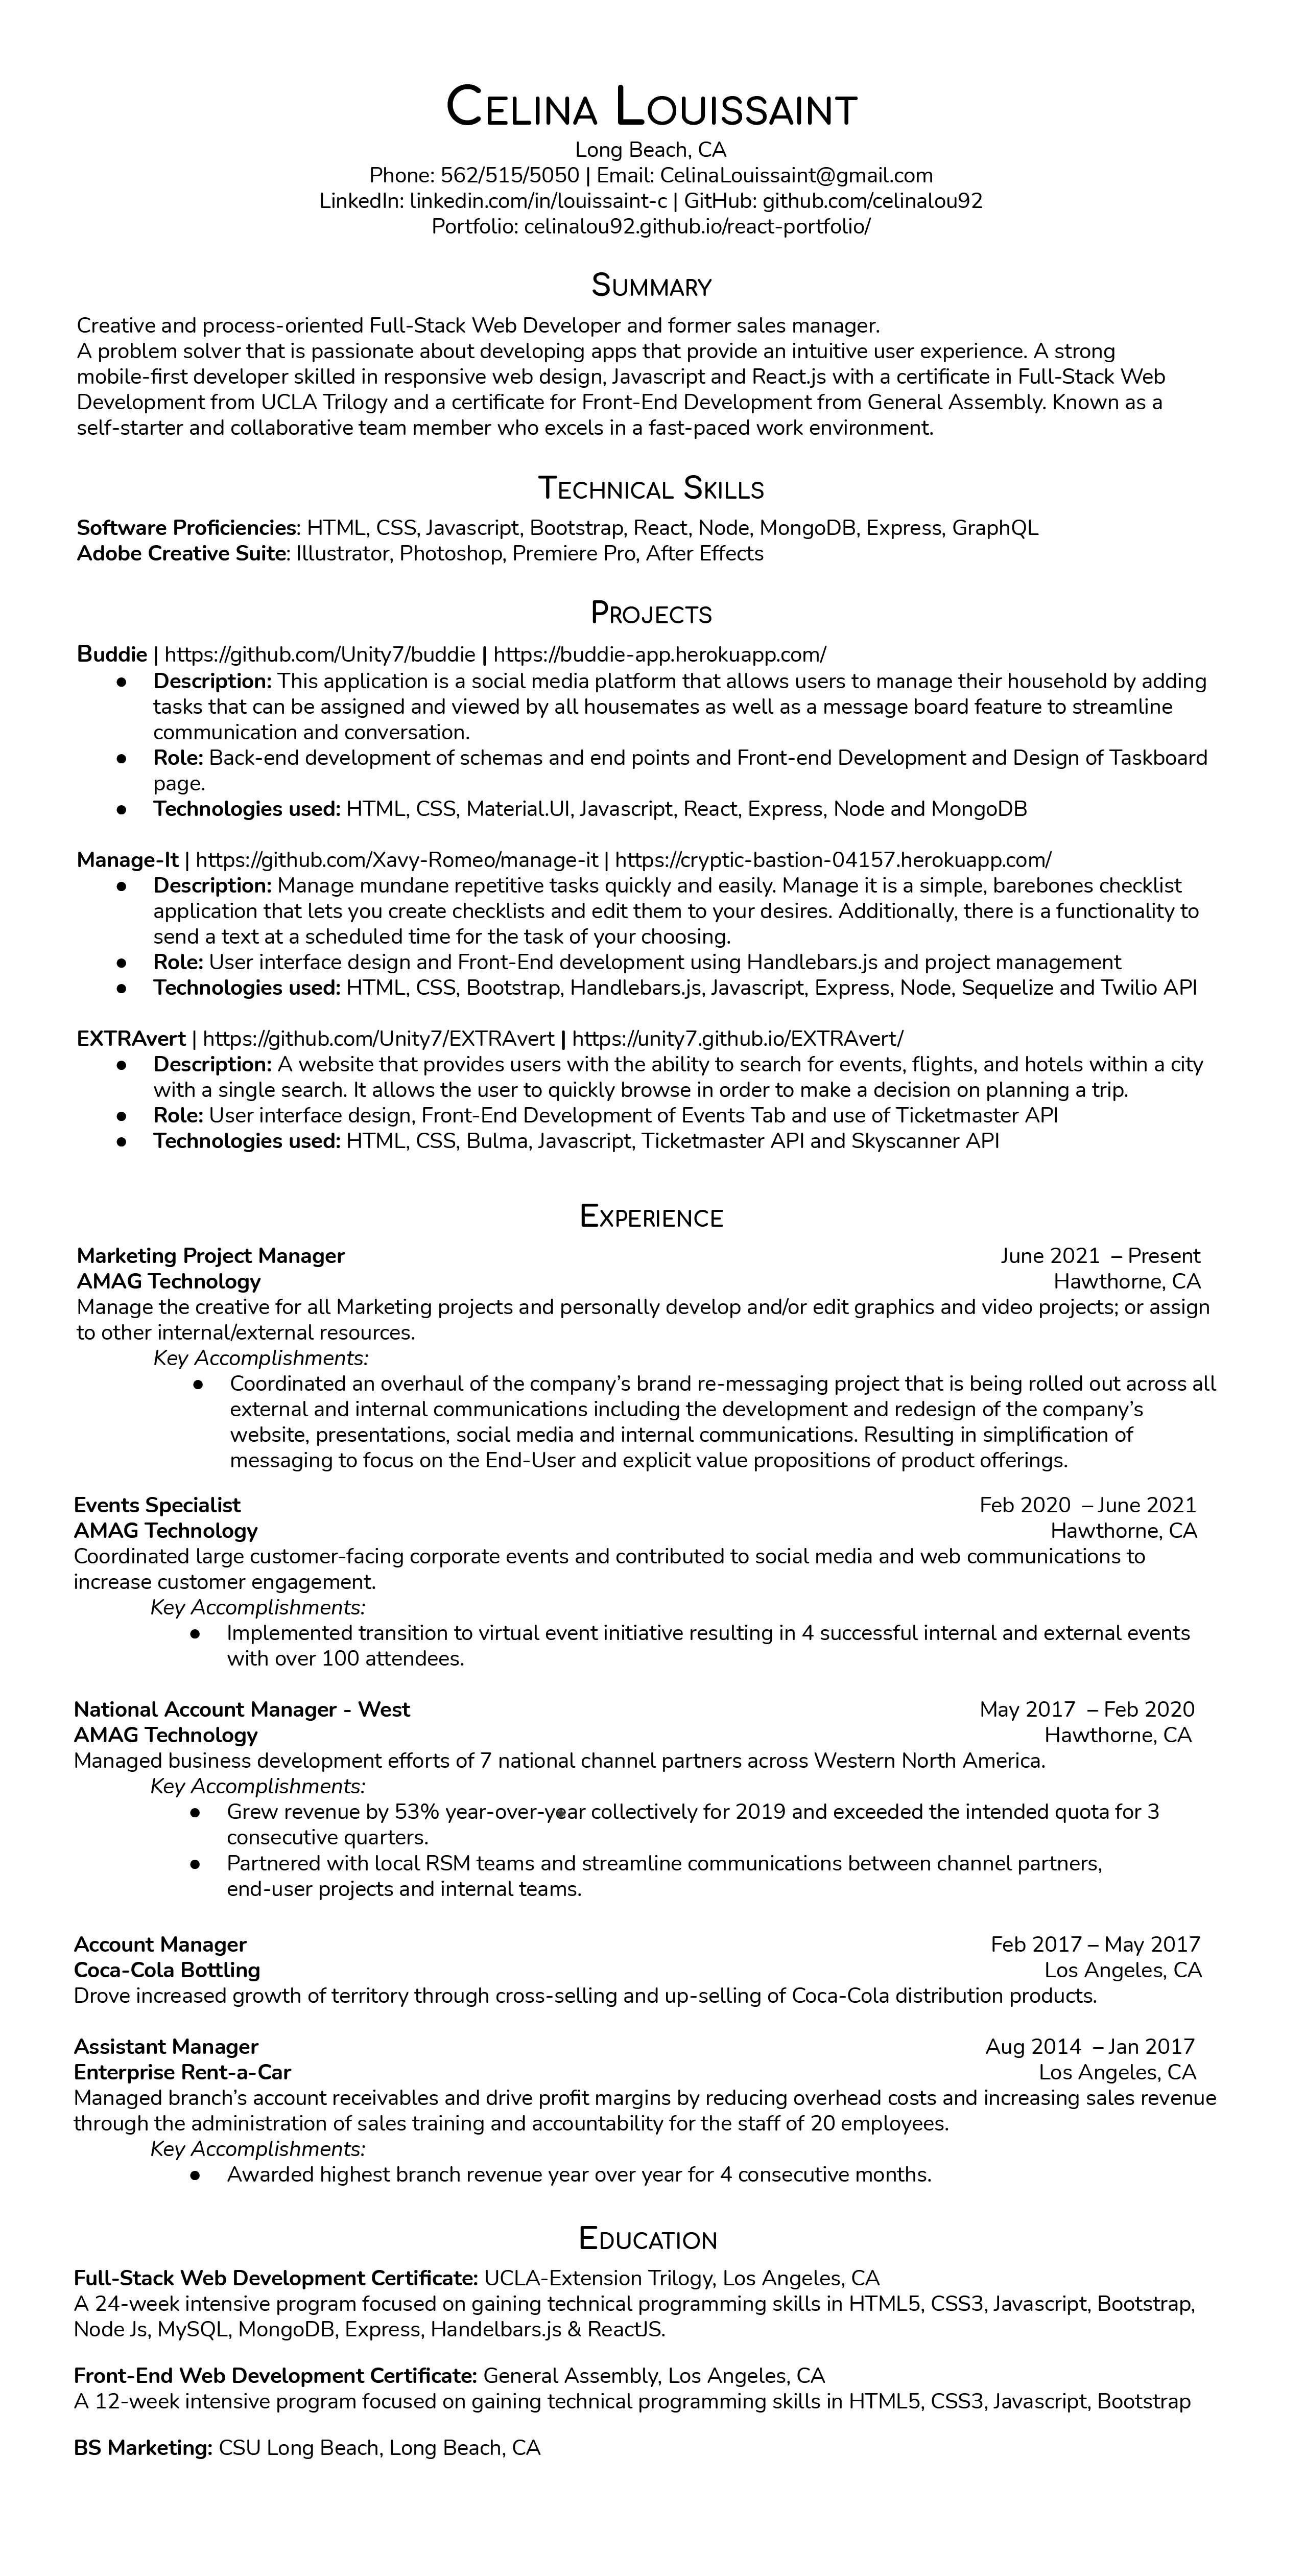 Celina Louissaint
Long Beach, CA
Phone: 562/515/5050 | Email: CelinaLouissaint@gmail.com
LinkedIn: linkedin.com/in/louissaint-c | GitHub: github.com/celinalou92
Portfolio: celinalou92.github.io/react-portfolio/
Summary
Creative and process-oriented Full-Stack Web Developer and former sales manager.
A problem solver that is passionate about developing apps that provide an intuitive user experience. A strong
mobile-first developer skilled in responsive web design, Javascript and React.js with a certificate in Full-Stack Web
Development from UCLA Trilogy and a certificate for Front-End Development from General Assembly. Known as a
self-starter and collaborative team member who excels in a fast-paced work environment.
Technical Skills
Software Proficiencies: HTML, CSS, Javascript, Bootstrap, React, Node, MongoDB, Express, GraphQL
Adobe Creative Suite: Illustrator, Photoshop, Premiere Pro, After Effects
Projects
Buddie | https://github.com/Unity7/buddie | https://buddie-app.herokuapp.com/
● Description: This application is a social media platform that allows users to manage their household by adding
tasks that can be assigned and viewed by all housemates as well as a message board feature to streamline
communication and conversation.
● Role: Back-end development of schemas and end points and Front-end Development and Design of Taskboard
page.
● Technologies used: HTML, CSS, Material.UI, Javascript, React, Express, Node and MongoDB
Manage-It | https://github.com/Xavy-Romeo/manage-it | https://cryptic-bastion-04157.herokuapp.com/
● Description: Manage mundane repetitive tasks quickly and easily. Manage it is a simple, barebones checklist
application that lets you create checklists and edit them to your desires. Additionally, there is a functionality to
send a text at a scheduled time for the task of your choosing.
● Role: User interface design and Front-End development using Handlebars.js and project management
● Technologies used: HTML, CSS, Bootstrap, Handlebars.js, Javascript, Express, Node, Sequelize and Twilio API
EXTRAvert | https://github.com/Unity7/EXTRAvert | https://unity7.github.io/EXTRAvert/
● Description: A website that provides users with the ability to search for events, flights, and hotels within a city
with a single search. It allows the user to quickly browse in order to make a decision on planning a trip.
● Role: User interface design, Front-End Development of Events Tab and use of Ticketmaster API
● Technologies used: HTML, CSS, Bulma, Javascript, Ticketmaster API and Skyscanner API
Experience
Marketing Project Manager June 2021 – Present
AMAG Technology Hawthorne, CA
Manage the creative for all Marketing projects and personally develop and/or edit graphics and video projects; or assign
to other internal/external resources.
Key Accomplishments:
● Coordinated an overhaul of the company’s brand re-messaging project that is being rolled out across all
external and internal communications including the development and redesign of the company’s
website, presentations, social media and internal communications. Resulting in simplification of
messaging to focus on the End-User and explicit value propositions of product offerings.
Events Specialist Feb 2020 – June 2021
AMAG Technology Hawthorne, CA
Coordinated large customer-facing corporate events and contributed to social media and web communications to
increase customer engagement.
Key Accomplishments:
● Implemented transition to virtual event initiative resulting in 4 successful internal and external events
with over 100 attendees.
National Account Manager - West May 2017 – Feb 2020
AMAG Technology Hawthorne, CA
Managed business development efforts of 7 national channel partners across Western North America.
Key Accomplishments:
● Grew revenue by 53% year-over-year collectively for 2019 and exceeded the intended quota for 3
consecutive quarters.
● Partnered with local RSM teams and streamline communications between channel partners,
end-user projects and internal teams.
Account Manager Feb 2017 – May 2017
Coca-Cola Bottling Los Angeles, CA
Drove increased growth of territory through cross-selling and up-selling of Coca-Cola distribution products.
Assistant Manager Aug 2014 – Jan 2017
Enterprise Rent-a-Car Los Angeles, CA
Managed branch’s account receivables and drive profit margins by reducing overhead costs and increasing sales revenue
through the administration of sales training and accountability for the staff of 20 employees.
Key Accomplishments:
● Awarded highest branch revenue year over year for 4 consecutive months.
Education
Full-Stack Web Development Certificate: UCLA-Extension Trilogy, Los Angeles, CA
A 24-week intensive program focused on gaining technical programming skills in HTML5, CSS3, Javascript, Bootstrap,
Node Js, MySQL, MongoDB, Express, Handelbars.js & ReactJS.
Front-End Web Development Certificate: General Assembly, Los Angeles, CA
A 12-week intensive program focused on gaining technical programming skills in HTML5, CSS3, Javascript, Bootstrap
BS Marketing: CSU Long Beach, Long Beach, CA